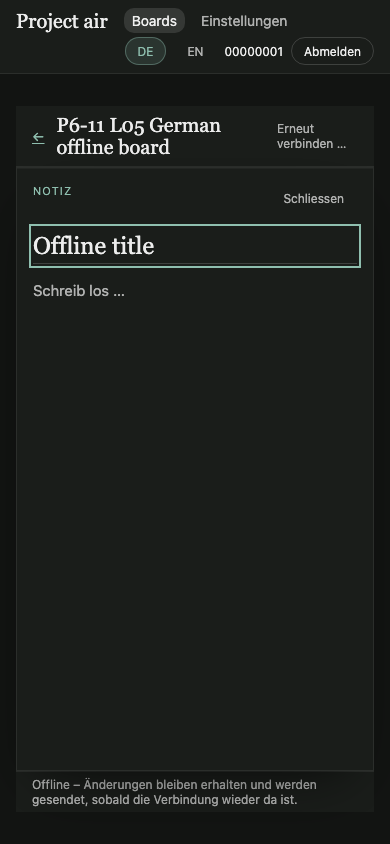 Project air Boards Einstellungen
DE EN 00000001 Abmelden
← P6-11 L05 German offline board
Erneut verbinden …
NOTIZ
Schliessen
Offline title
Schreib los …
Offline – Änderungen bleiben erhalten und werden
gesendet, sobald die Verbindung wieder da ist.